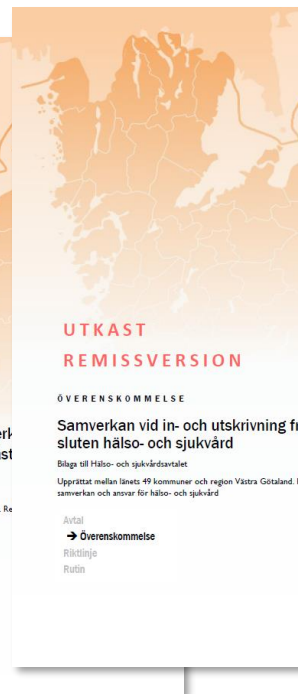 UTKAST
REMISSVERSION
ÖVERENSKOMMELSE
Samverkan vid in- och utskrivning fr
sluten hälso- och sjukvård
Bilaga till Hälso- och sjukvårdsavtalet
Upprättat mellan länets 49 kommuner och region Västra Götaland.
samverkan och ansvar för hälso- och sjukvård
Avtal
→ Överenskommelse
Riktlinje
Rutin